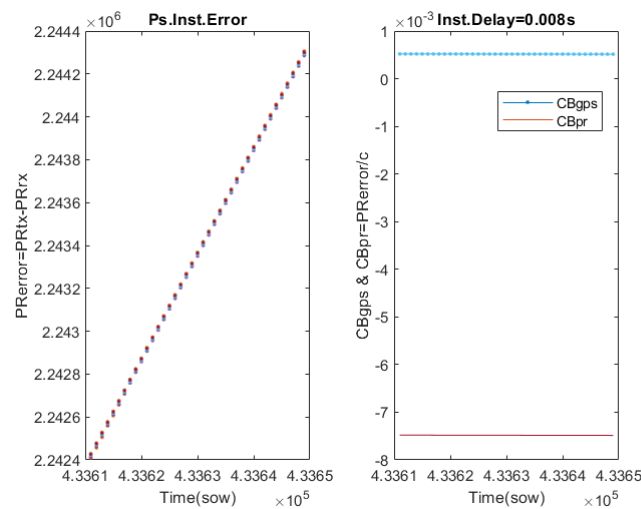 Ps.Inst.Error
×10^6
2.2444
2.2442
2.244
2.2438
2.2436
2.2434
2.2432
2.243
2.2428
2.2426
2.2424
PRerror=PRtx-PRrx
4.3361 4.3362 4.3363 4.3364 4.3365
Time(sow) ×10^5
Inst.Delay=0.008s
×10^-3
1
0
-1
-2
-3
-4
-5
-6
-7
-8
CBgps & CBpr=PRerror/c
CBgps
CBpr
4.3361 4.3362 4.3363 4.3364 4.3365
Time(sow) ×10^5